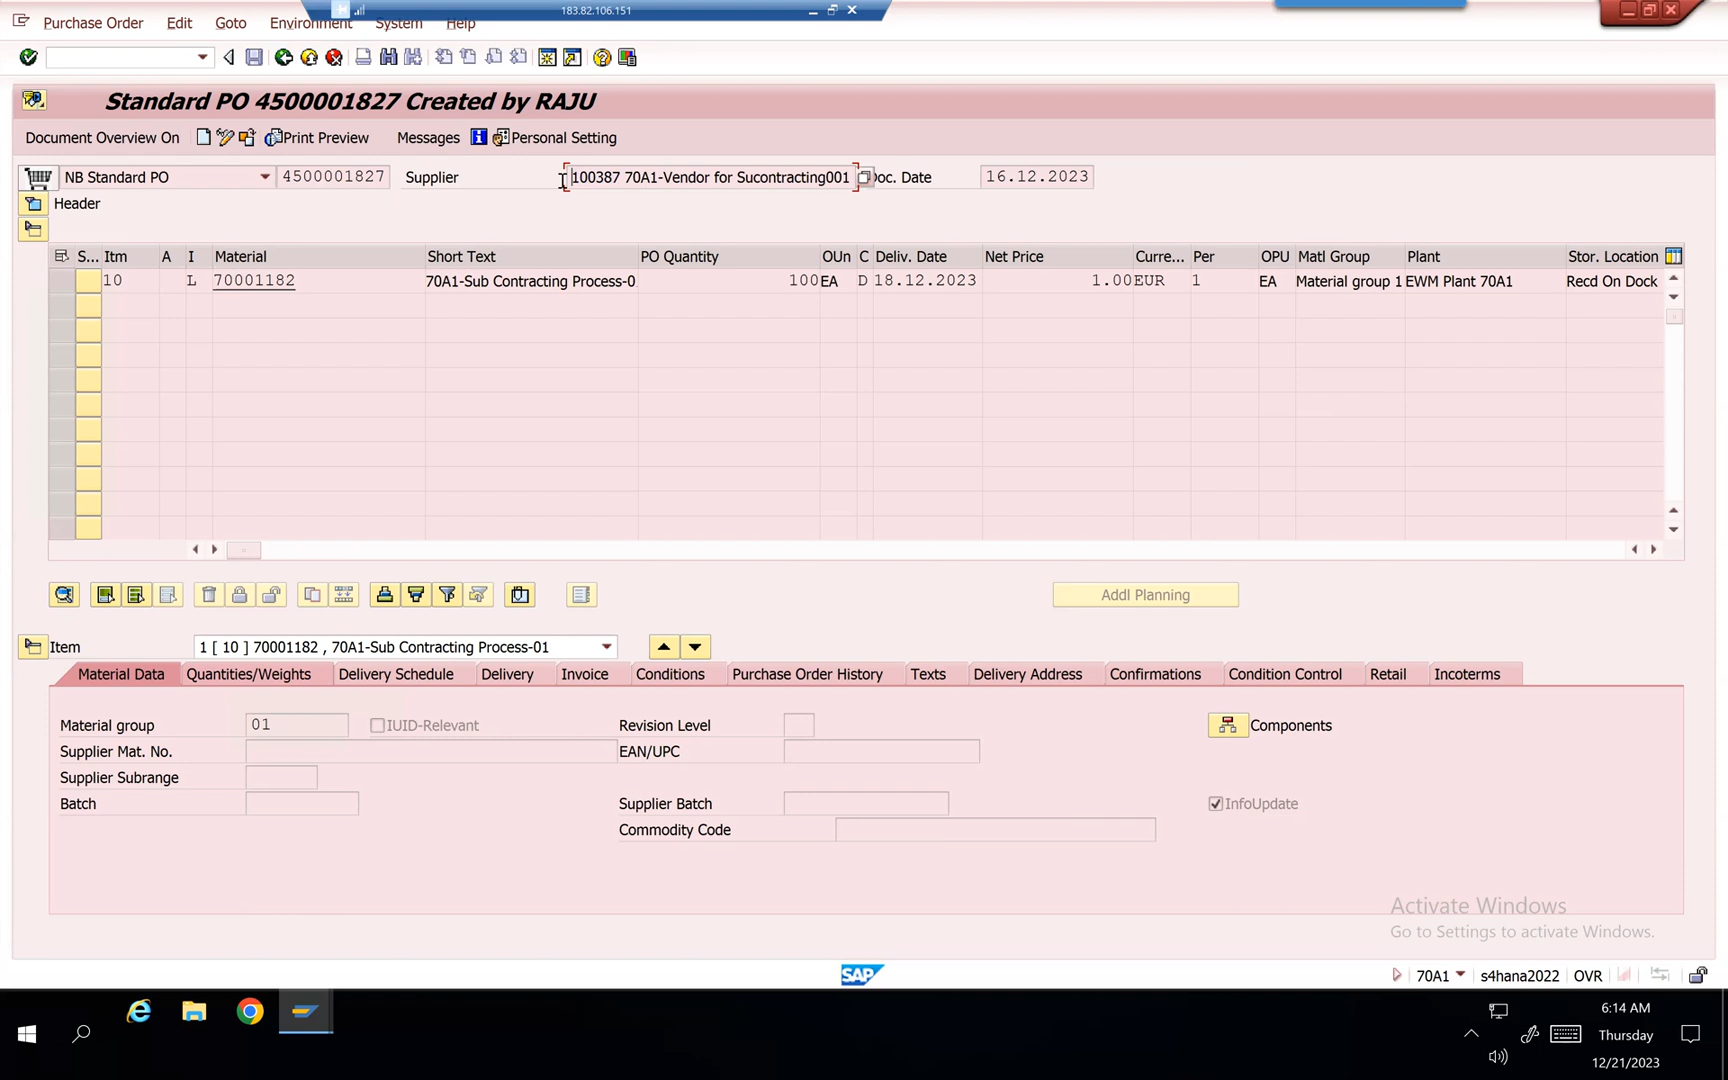 183.82.106.151
Purchase Order Edit Goto Environment System Help
Standard PO 4500001827 Created by RAJU
Document Overview On Print Preview Messages Personal Setting
NB Standard PO 4500001827 Supplier 100387 70A1-Vendor for Sucontracting001 Doc. Date 16.12.2023
Header
S... Itm A I Material Short Text PO Quantity OUn C Deliv. Date Net Price Curre... Per OPU Matl Group Plant Stor. Location
10 L 70001182 70A1-Sub Contracting Process-0 100 EA D 18.12.2023 1.00 EUR 1 EA Material group 1 EWM Plant 70A1 Recd On Dock
Addl Planning
Item 1 [ 10 ] 70001182 , 70A1-Sub Contracting Process-01
Material Data Quantities/Weights Delivery Schedule Delivery Invoice Conditions Purchase Order History Texts Delivery Address Confirmations Condition Control Retail Incoterms
Material group 01 IUID-Relevant Revision Level Components
Supplier Mat. No. EAN/UPC
Supplier Subrange
Batch Supplier Batch InfoUpdate
Commodity Code
Activate Windows
Go to Settings to activate Windows.
SAP 70A1 s4hana2022 OVR
6:14 AM
Thursday
12/21/2023